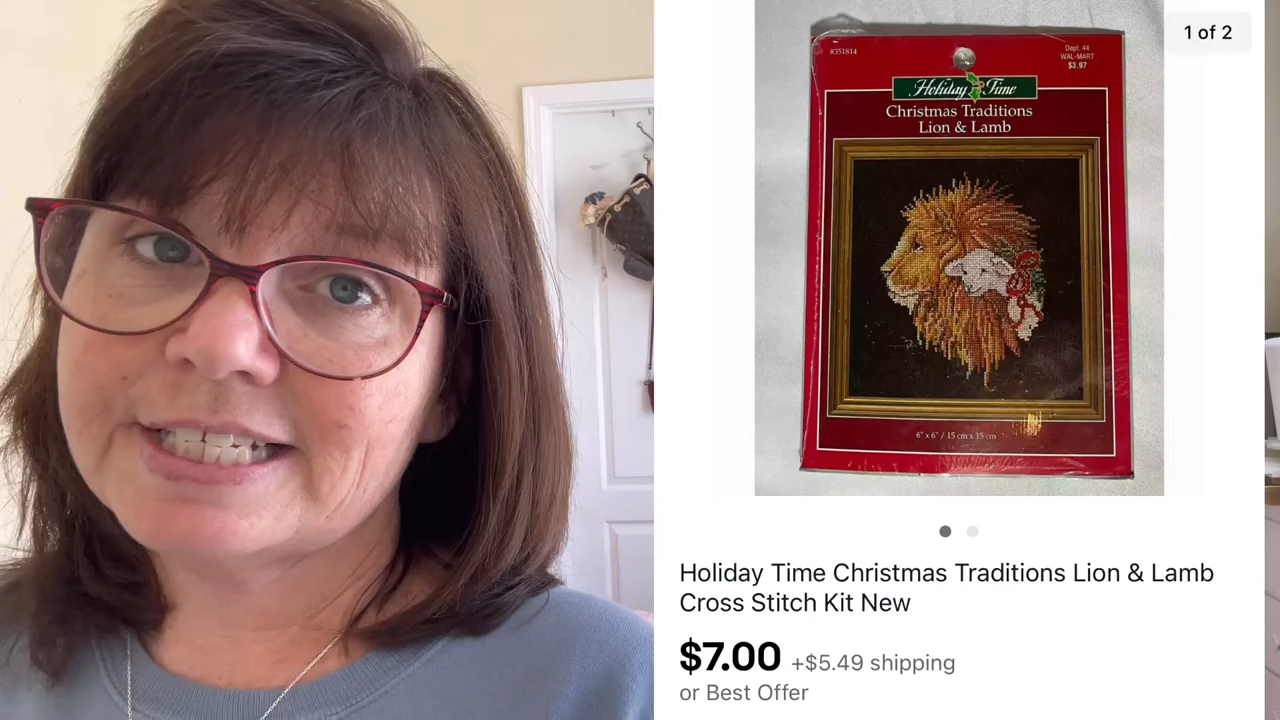 1 of 2
#351814
Dept. 44
WAL-MART
$3.97
Holiday Time
Christmas Traditions
Lion & Lamb
6" x 6" / 15 cm x 15 cm
Holiday Time Christmas Traditions Lion & Lamb
Cross Stitch Kit New
$7.00 +$5.49 shipping
or Best Offer